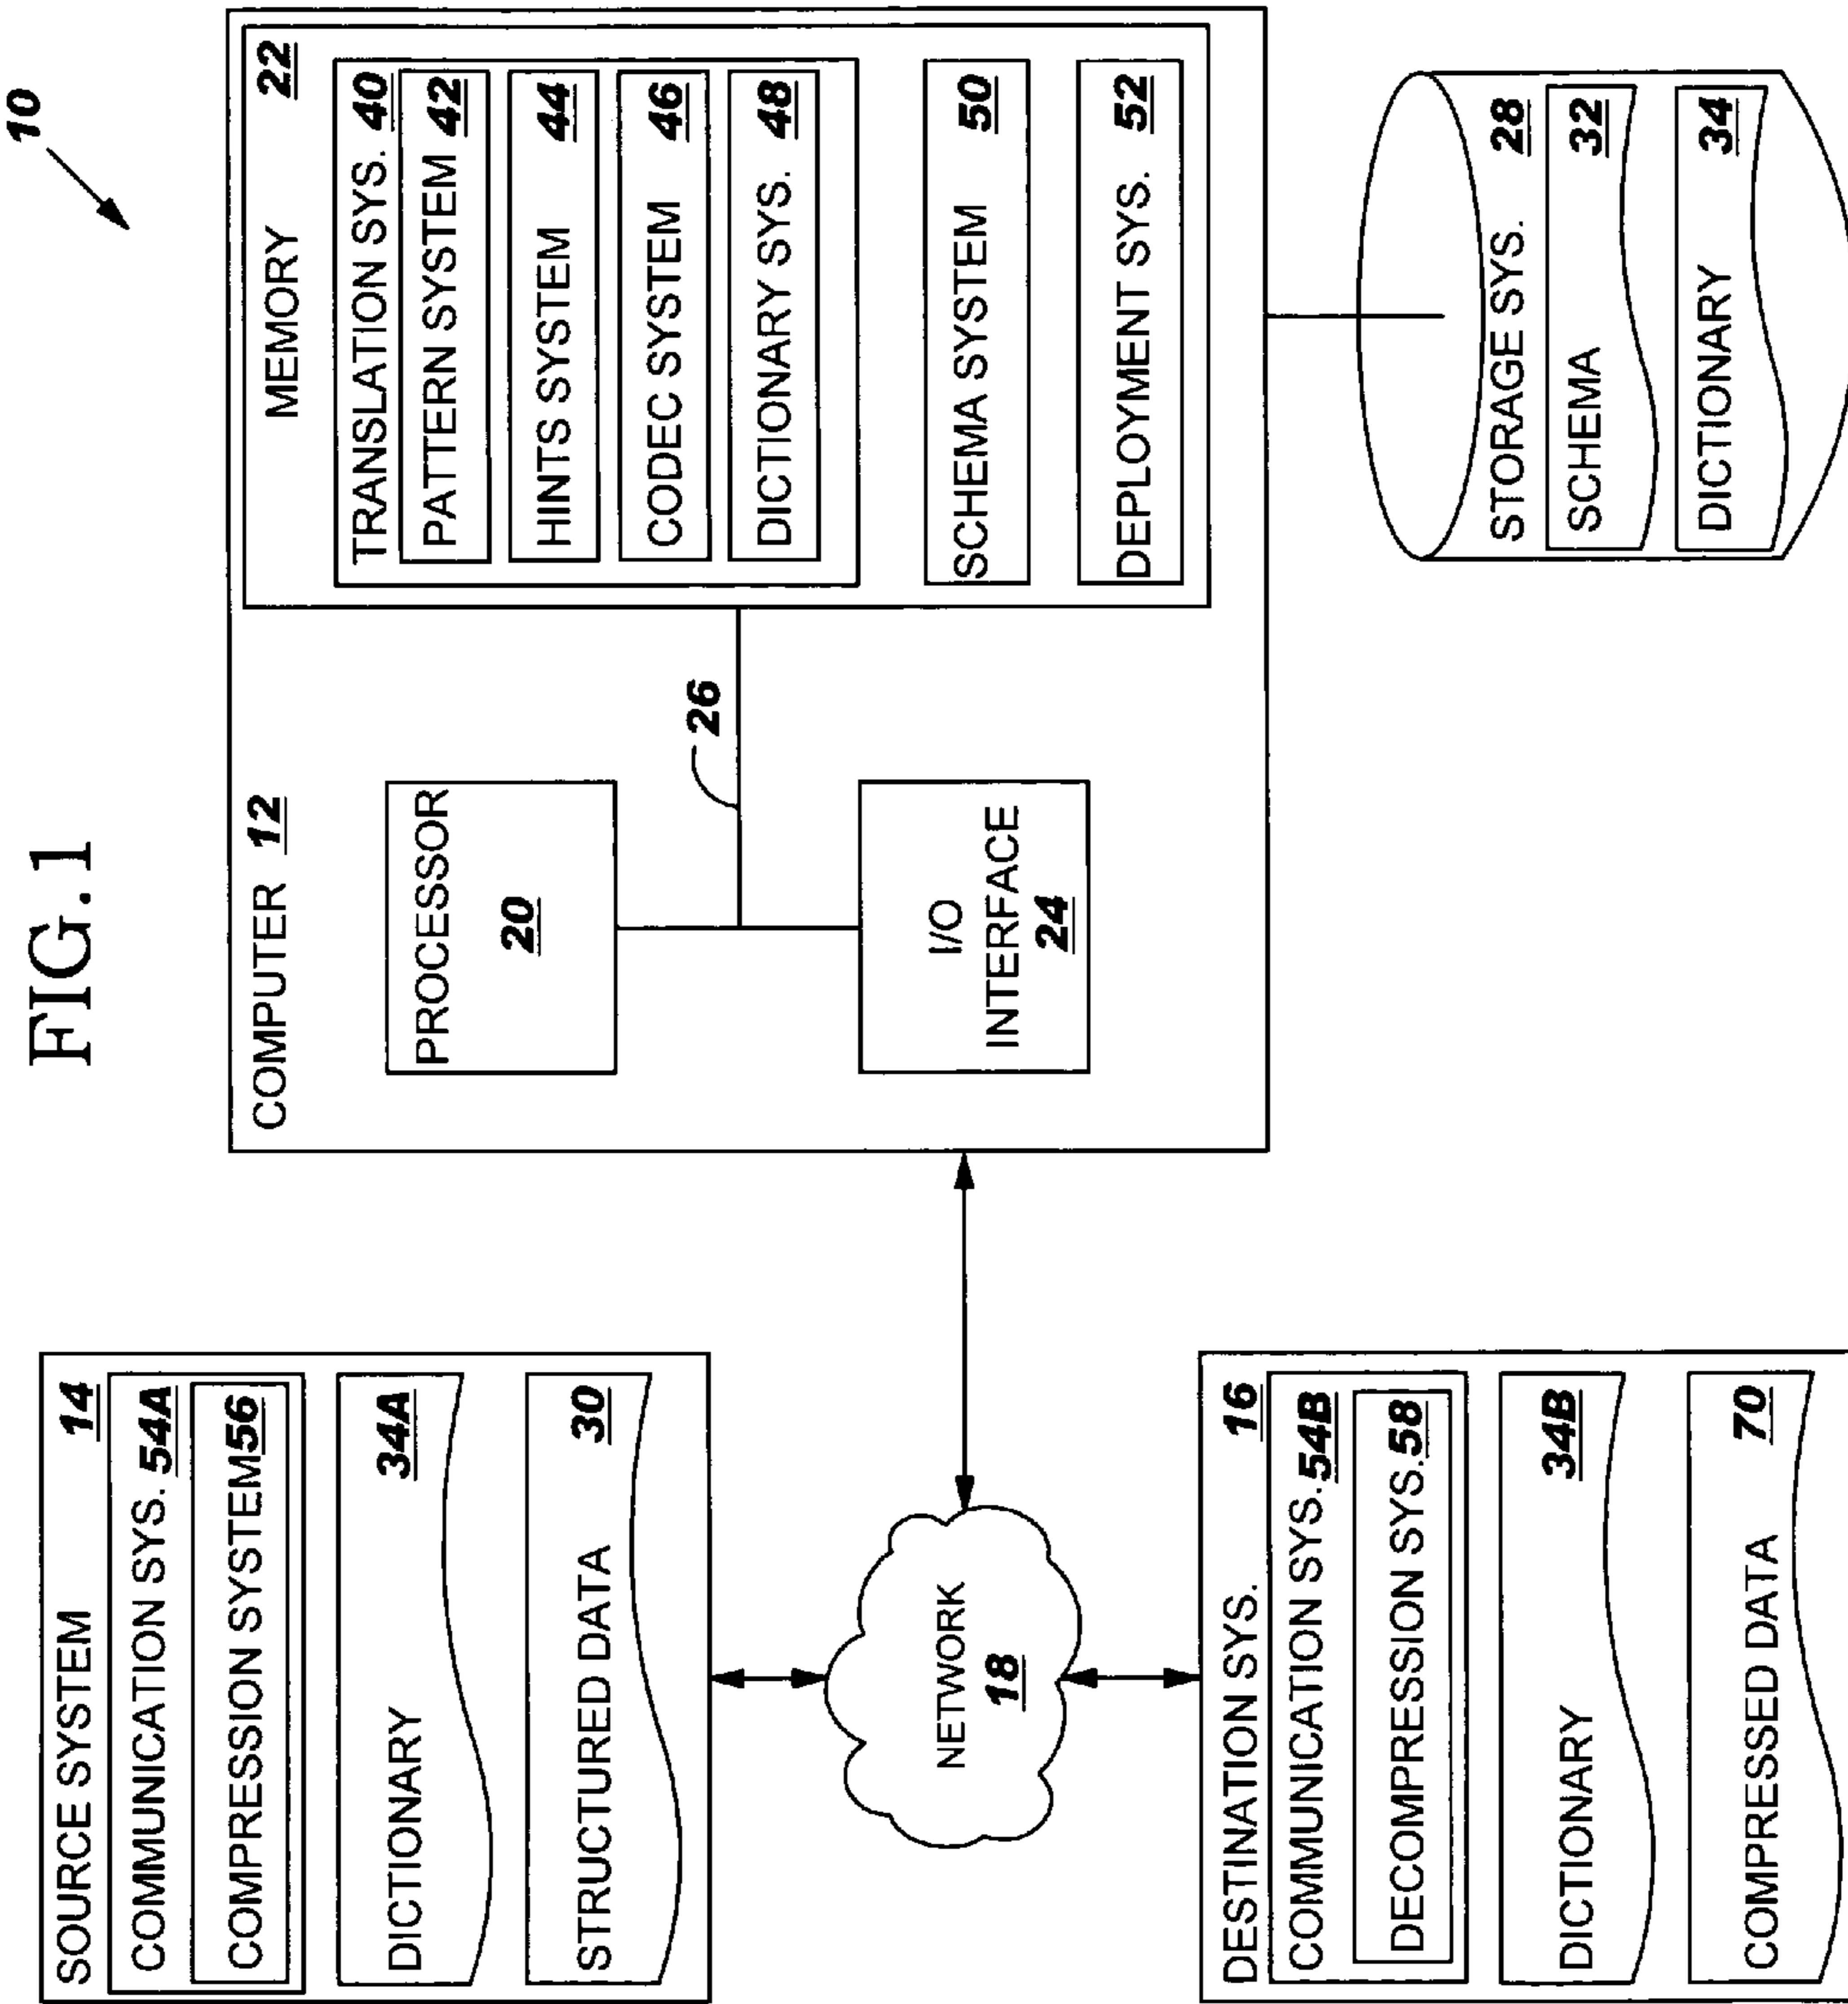 FIG.1
10
SOURCE SYSTEM 14
COMMUNICATION SYS. 54A
COMPRESSION SYSTEM 56
DICTIONARY 34A
STRUCTURED DATA 30
NETWORK
18
DESTINATION SYS. 16
COMMUNICATION SYS. 54B
DECOMPRESSION SYS. 58
DICTIONARY 34B
COMPRESSED DATA 70
COMPUTER 12
PROCESSOR
20
26
I/O
INTERFACE
24
MEMORY 22
TRANSLATION SYS. 40
PATTERN SYSTEM 42
HINTS SYSTEM 44
CODEC SYSTEM 46
DICTIONARY SYS. 48
SCHEMA SYSTEM 50
DEPLOYMENT SYS. 52
STORAGE SYS. 28
SCHEMA 32
DICTIONARY 34